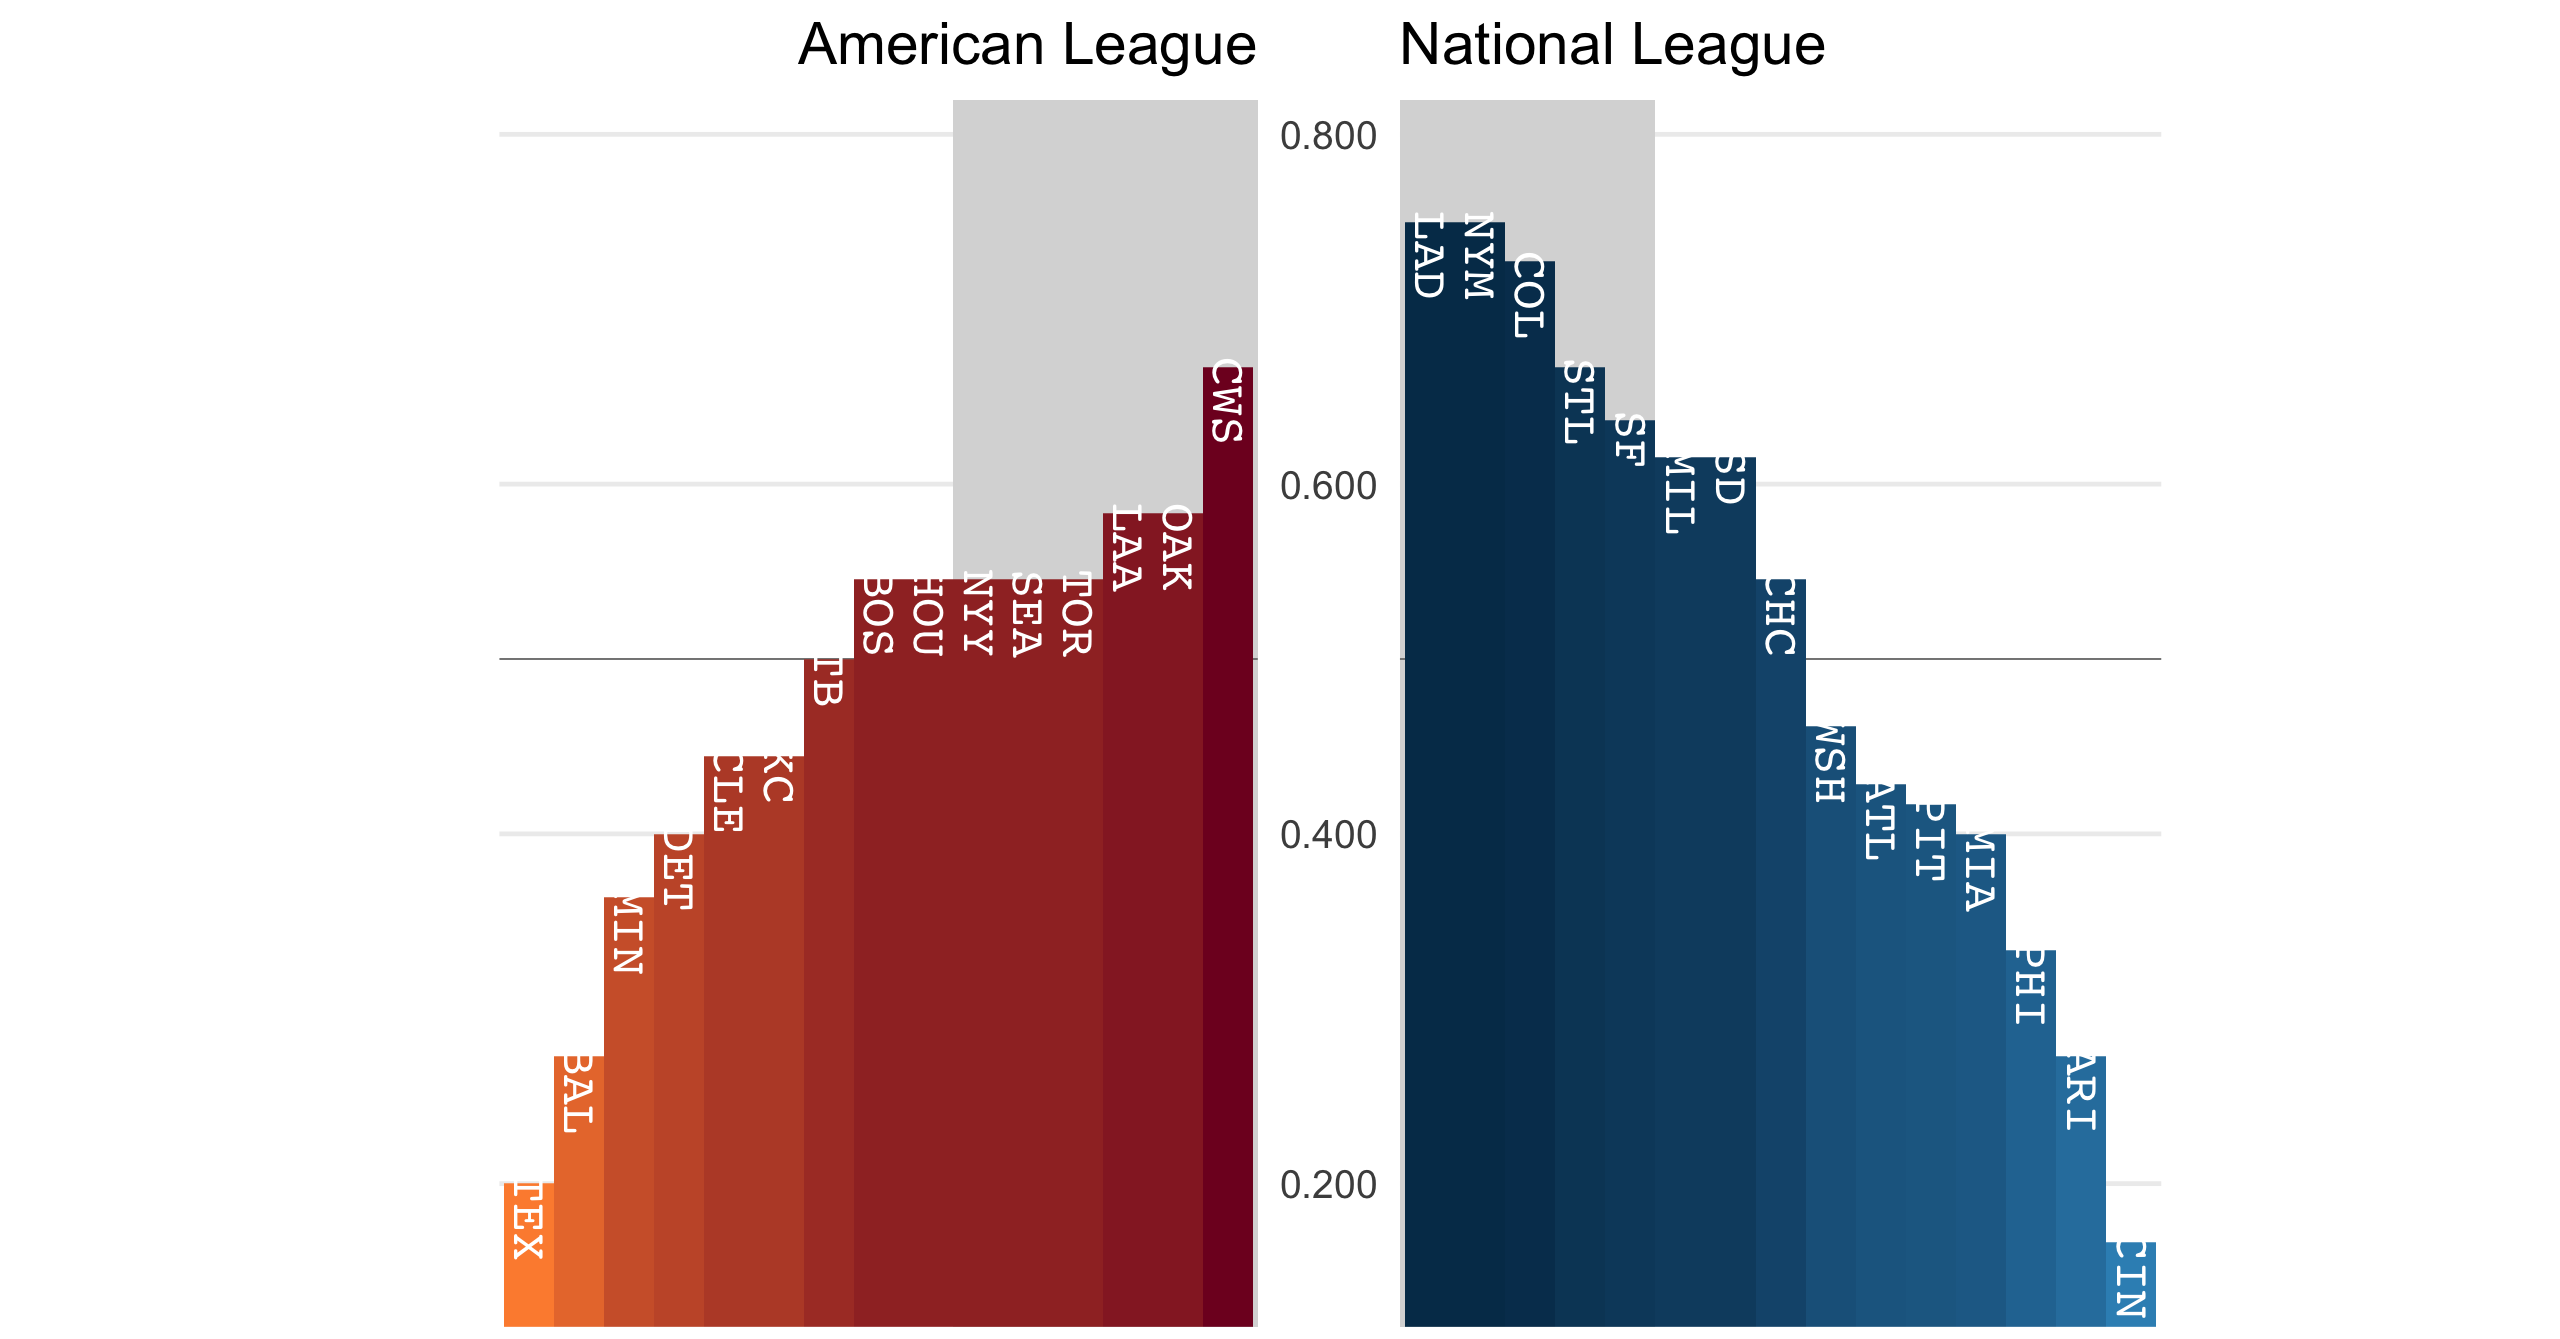 American League
National League
0.800
0.600
0.400
0.200
TEX
BAL
MIN
DET
CLE
KC
TB
BOS
HOU
NYY
SEA
TOR
LAA
OAK
CWS
LAD
NYM
COL
STL
SF
MIL
SD
CHC
WSH
ATL
PIT
MIA
PHI
ARI
CIN